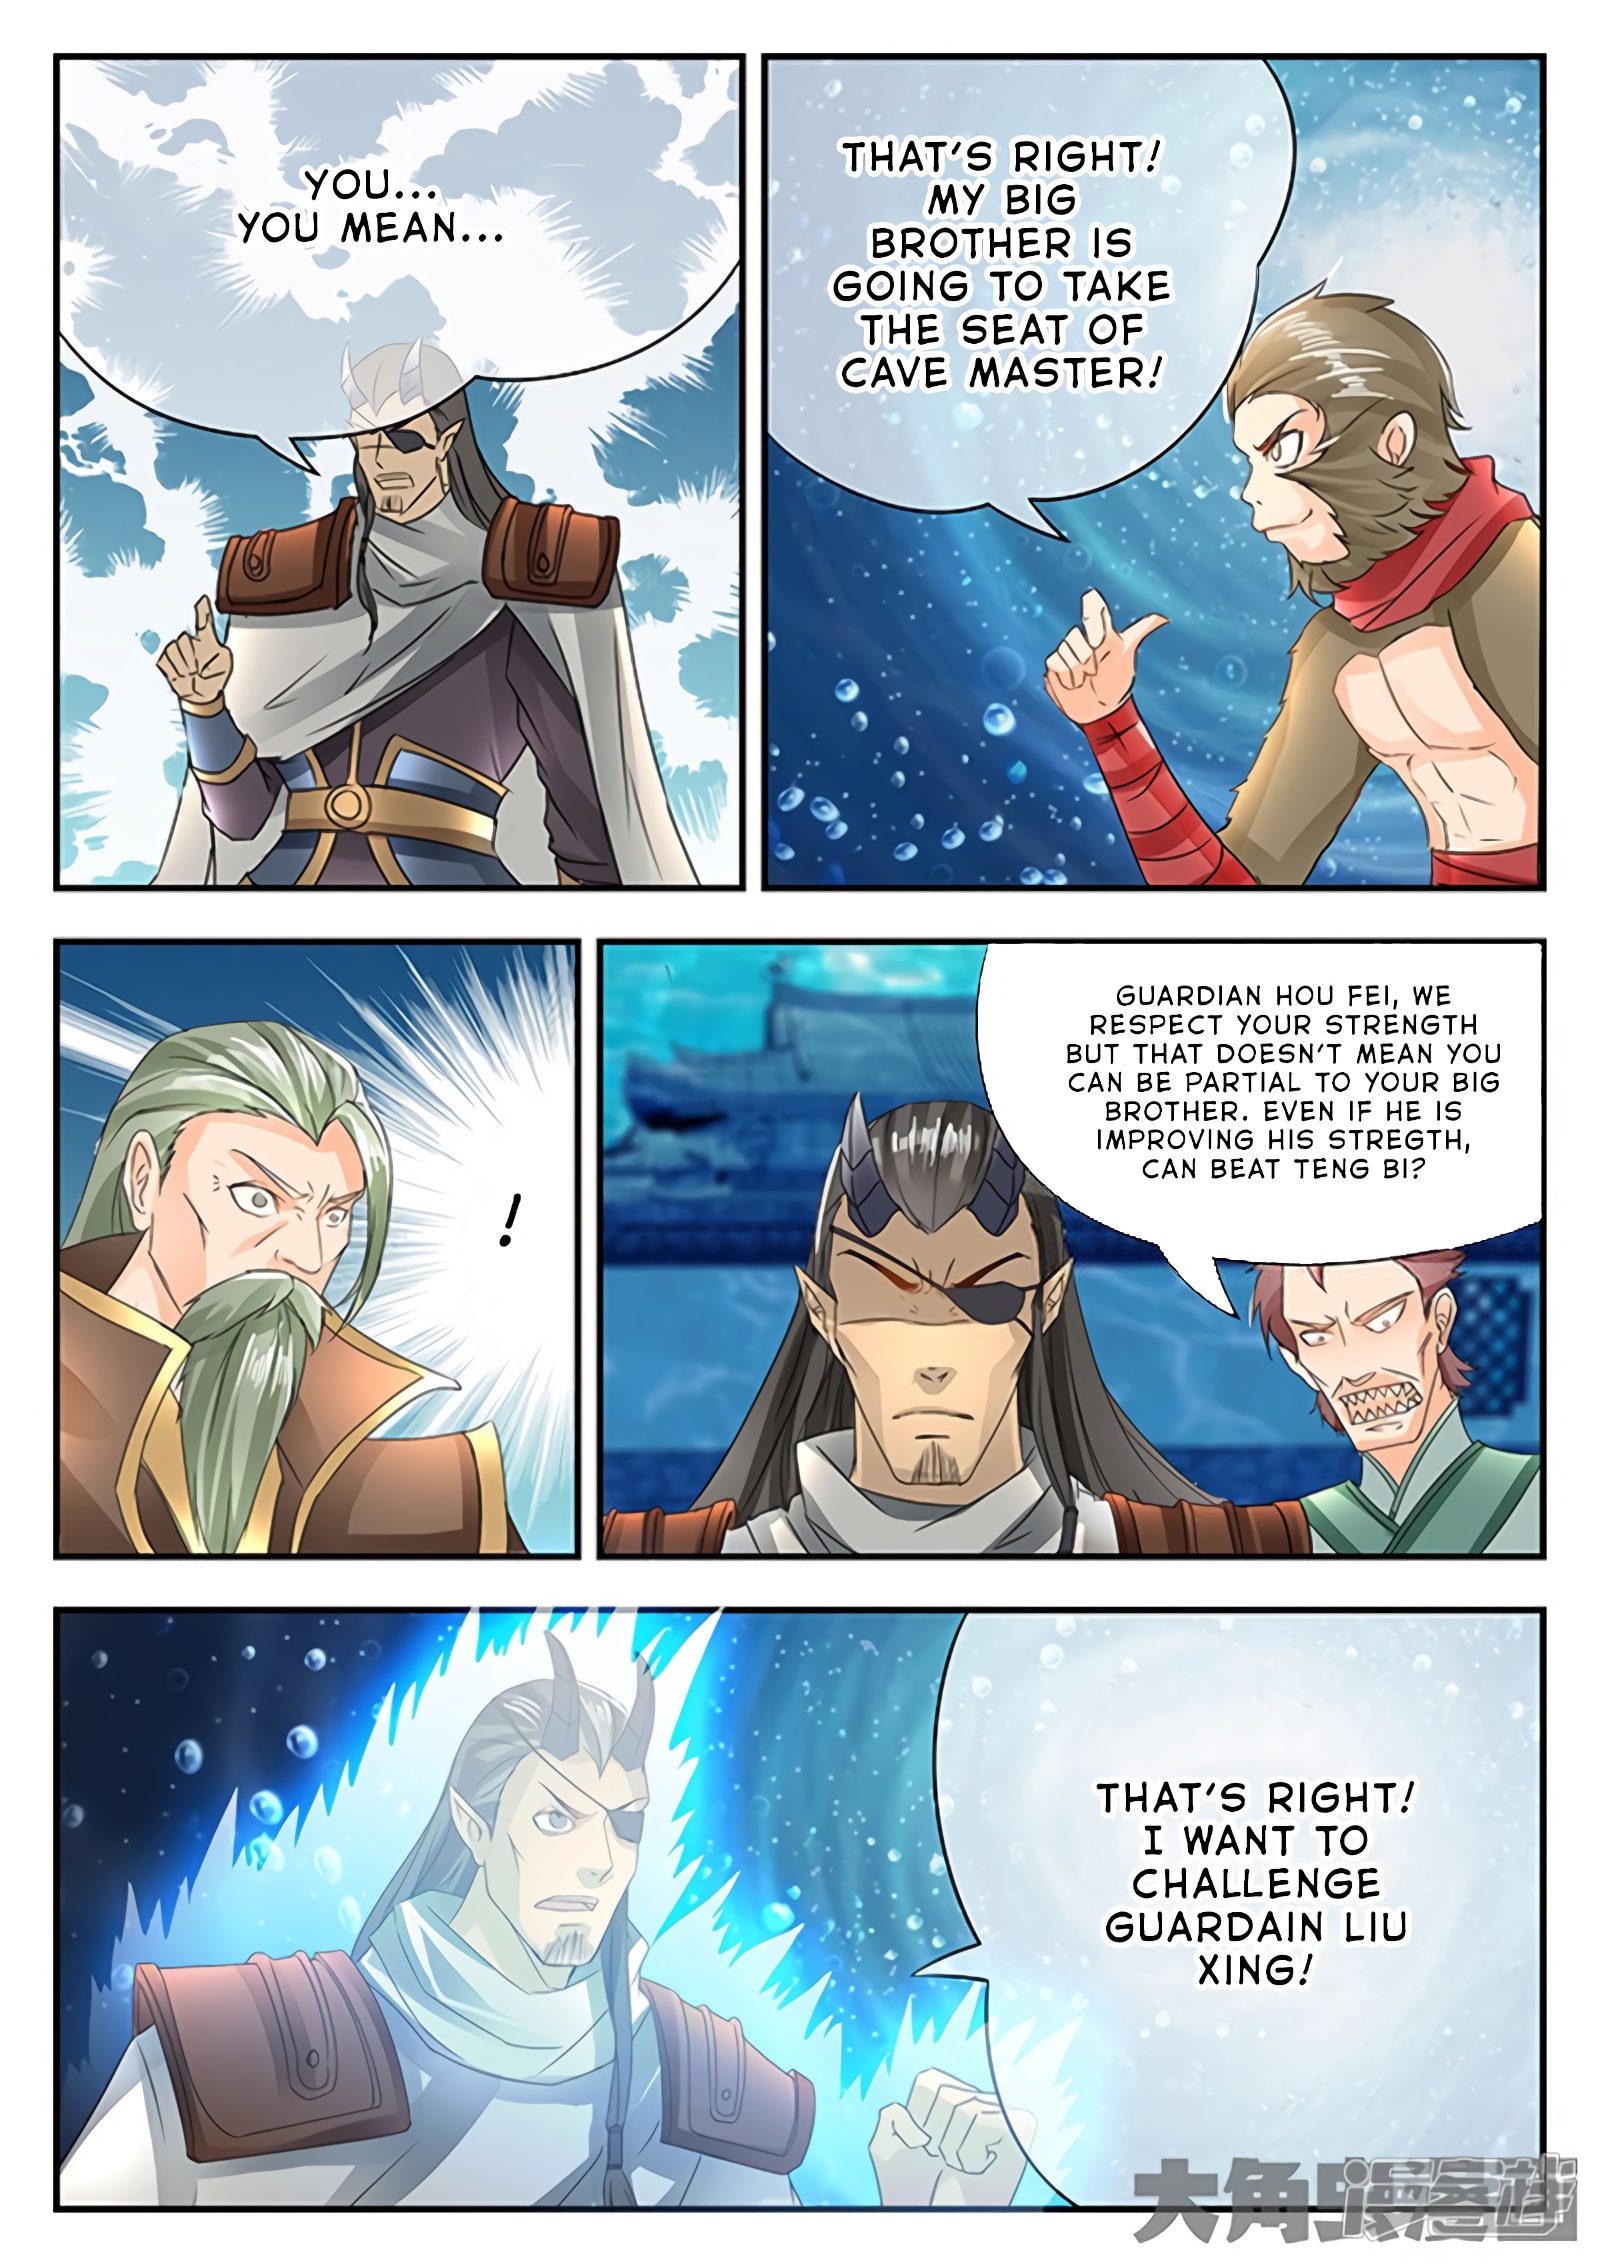 YOU...
YOU MEAN...
THAT'S RIGHT!
MY BIG
BROTHER IS
GOING TO TAKE
THE SEAT OF
CAVE MASTER!
!
GUARDIAN HOU FEI, WE
RESPECT YOUR STRENGTH
BUT THAT DOESN'T MEAN YOU
CAN BE PARTIAL TO YOUR BIG
BROTHER. EVEN IF HE IS
IMPROVING HIS STREGTH,
CAN BEAT TENG BI?
THAT'S RIGHT!
I WANT TO
CHALLENGE
GUARDAIN LIU
XING!
大角虫漫画